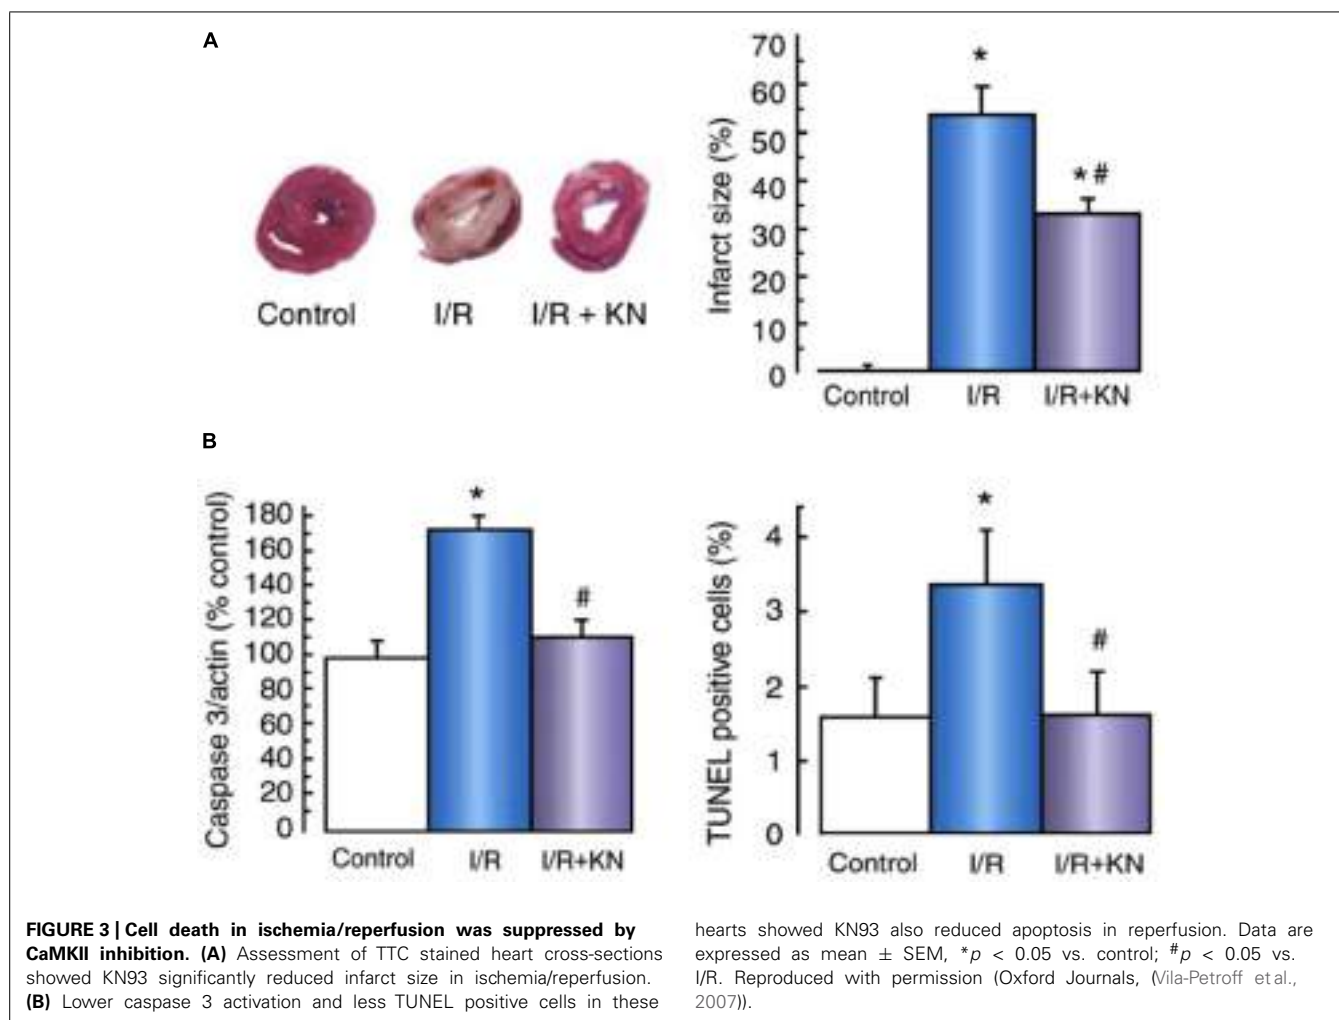 A
Control
I/R
I/R + KN
Infarct size (%)
70
60
50
40
30
20
10
0
*
*#
Control
I/R
I/R+KN
B
Caspase 3/actin (% control)
180
160
140
120
100
80
60
40
20
0
*
#
Control
I/R
I/R+KN
TUNEL positive cells (%)
4
3
2
1
0
*
#
Control
I/R
I/R+KN
FIGURE 3 | Cell death in ischemia/reperfusion was suppressed by
CaMKII inhibition. (A) Assessment of TTC stained heart cross-sections
showed KN93 significantly reduced infarct size in ischemia/reperfusion.
(B) Lower caspase 3 activation and less TUNEL positive cells in these
hearts showed KN93 also reduced apoptosis in reperfusion. Data are
expressed as mean ± SEM, *p < 0.05 vs. control; #p < 0.05 vs.
I/R. Reproduced with permission (Oxford Journals, (Vila-Petroff et al.,
2007)).